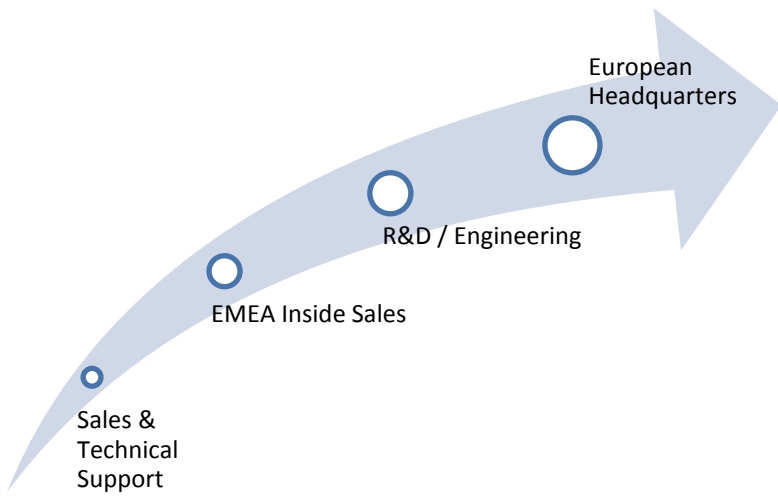 European
Headquarters
R&D / Engineering
EMEA Inside Sales
Sales &
Technical
Support